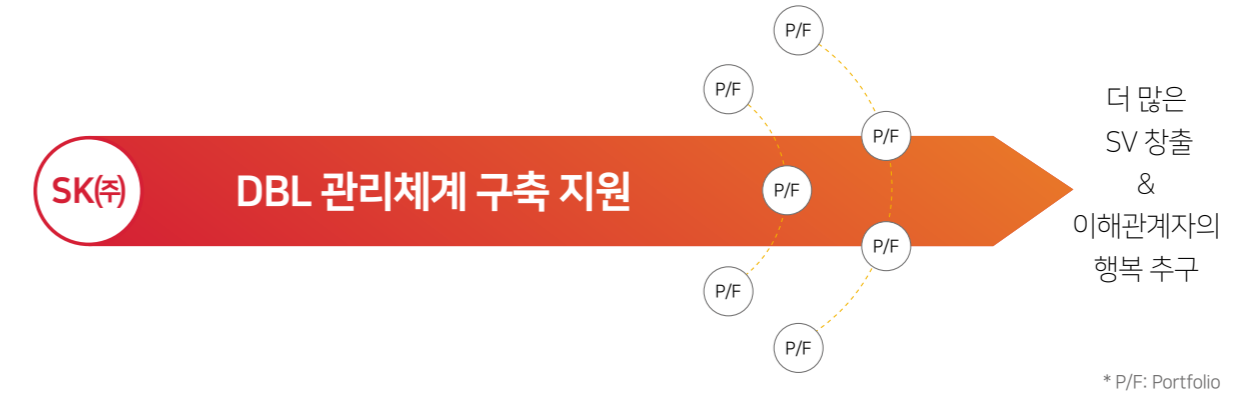 SK㈜
DBL 관리체계 구축 지원
P/F
P/F
P/F
P/F
P/F
P/F
P/F
더 많은
SV 창출
&
이해관계자의
행복 추구
* P/F: Portfolio